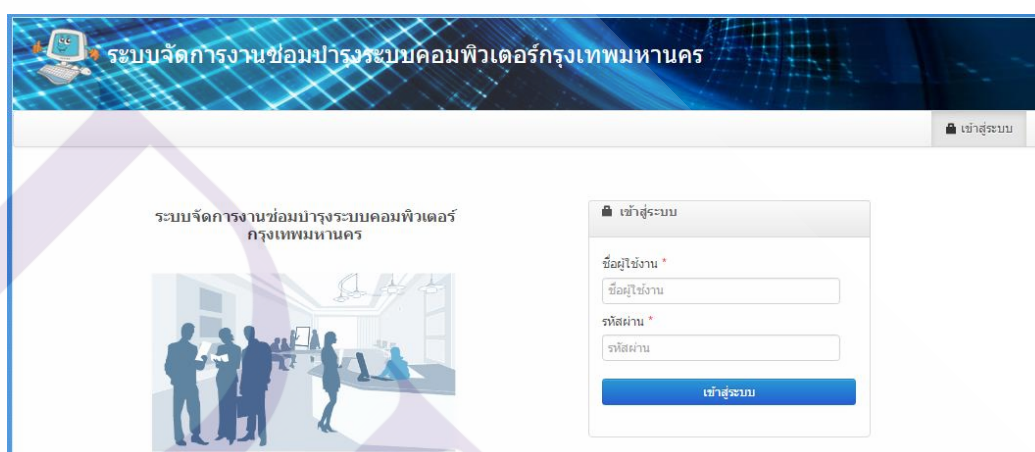 ระบบจัดการงานซ่อมบำรุงระบบคอมพิวเตอร์กรุงเทพมหานคร
เข้าสู่ระบบ
ระบบจัดการงานซ่อมบำรุงระบบคอมพิวเตอร์
กรุงเทพมหานคร
เข้าสู่ระบบ
ชื่อผู้ใช้งาน *
ชื่อผู้ใช้งาน
รหัสผ่าน *
รหัสผ่าน
เข้าสู่ระบบ